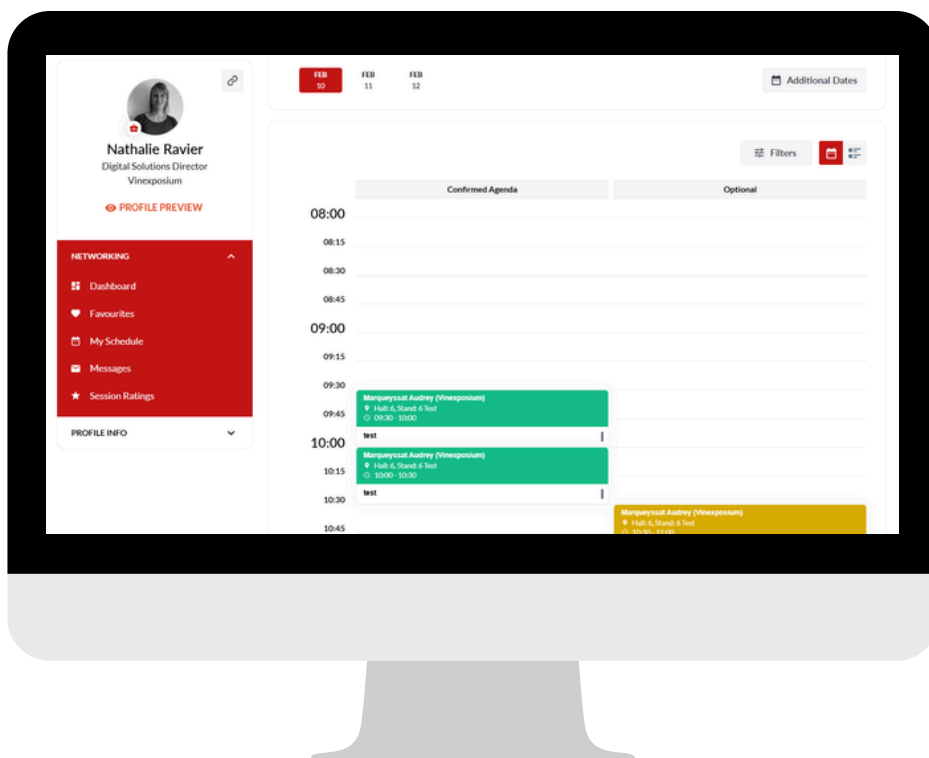 Nathalie Ravier
Digital Solutions Director
Vinexposium
PROFILE PREVIEW
NETWORKING
Dashboard
Favourites
My Schedule
Messages
Session Ratings
PROFILE INFO
FEB FEB FEB
10 11 12
Additional Dates
Filters
Confirmed Agenda Optional
08:00
08:15
08:30
08:45
09:00
09:15
09:30
Marqueyssat Audrey (Vinexposium)
Hall: 6, Stand: 6 Test
09:45
09:30 - 10:00
test
10:00
Marqueyssat Audrey (Vinexposium)
Hall: 6, Stand: 6 Test
10:15
10:00 - 10:30
test
10:30
Marqueyssat Audrey (Vinexposium)
Hall: 6, Stand: 6 Test
10:45
10:30 - 11:00